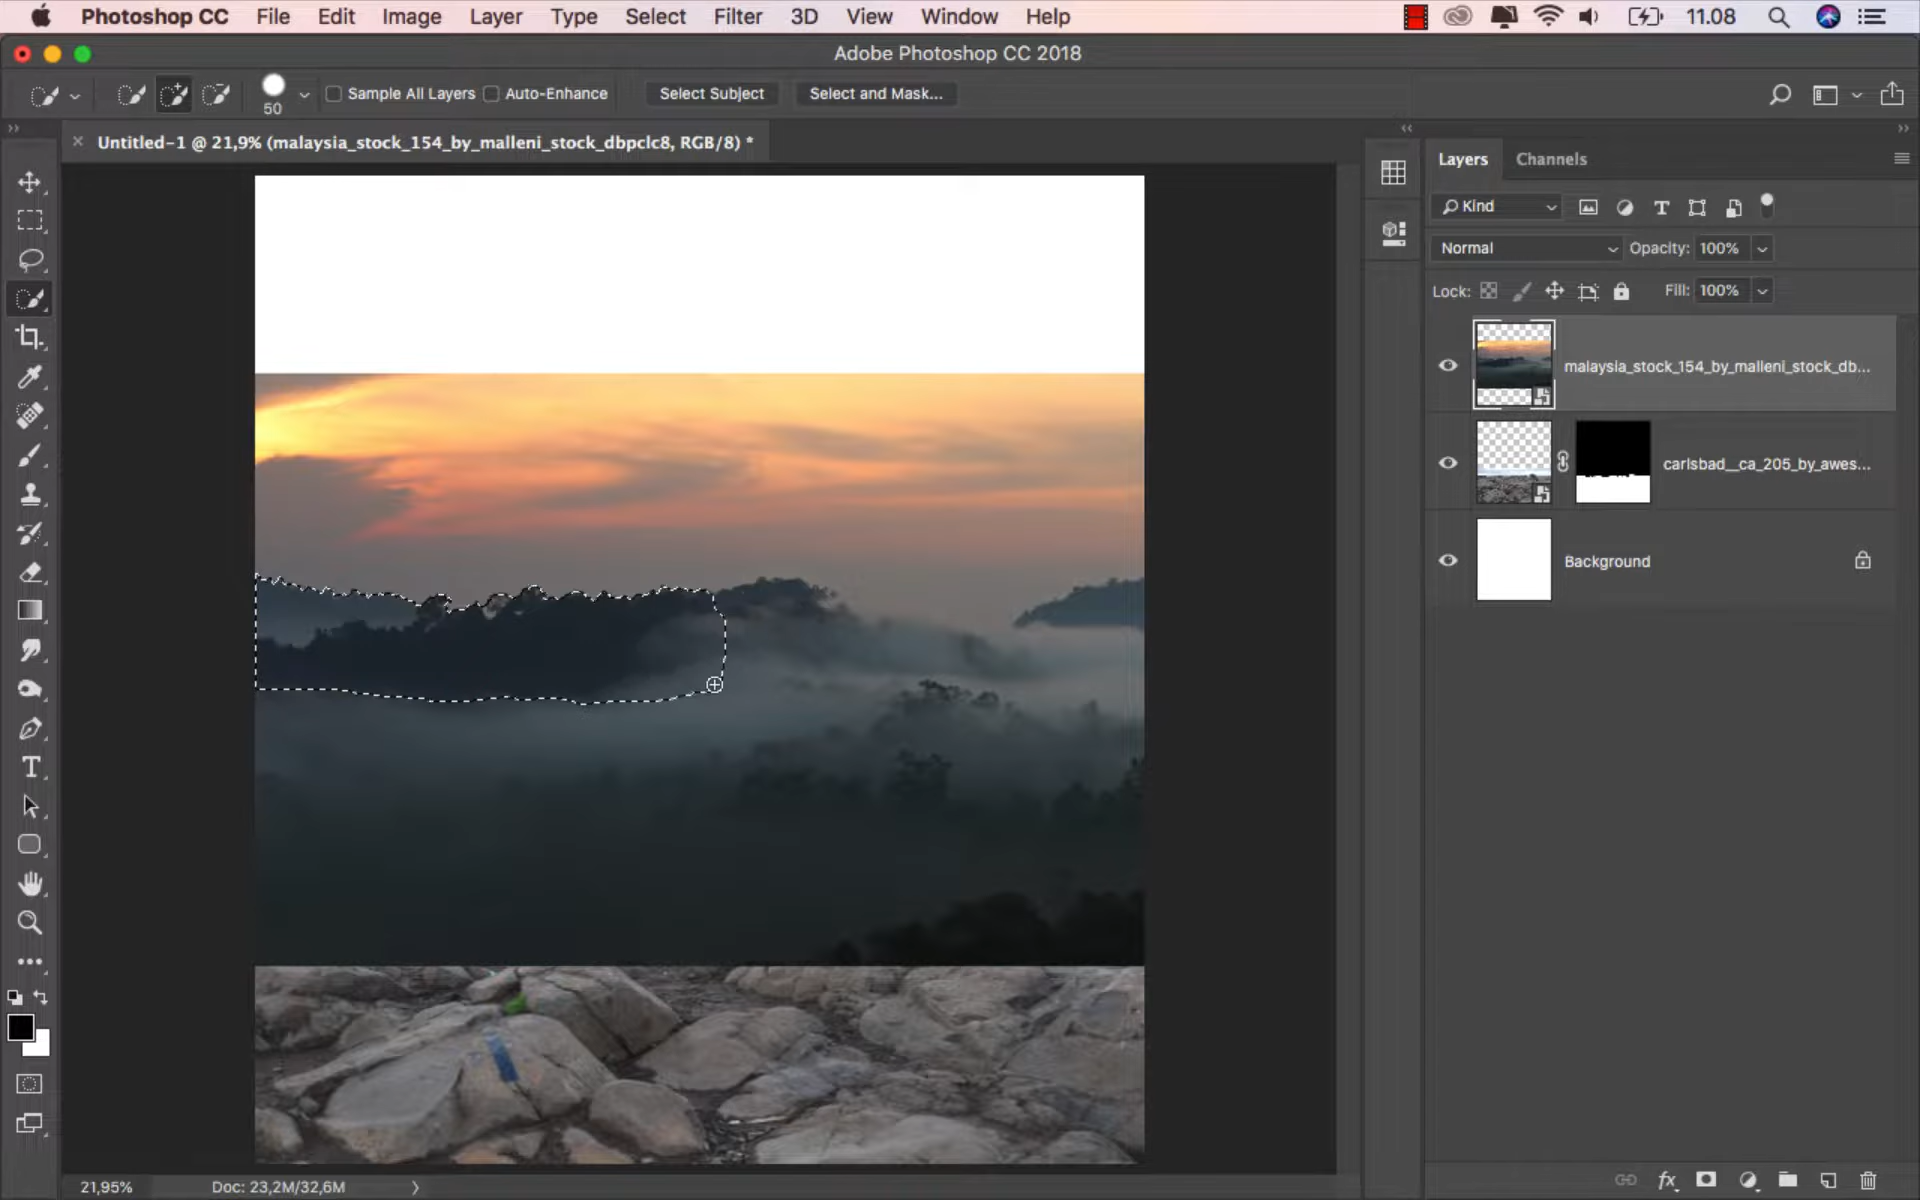 Photoshop CC File Edit Image Layer Type Select Filter 3D View Window Help 11.08
Adobe Photoshop CC 2018
50 Sample All Layers Auto-Enhance Select Subject Select and Mask...
Untitled-1 @ 21,9% (malaysia_stock_154_by_malleni_stock_dbpclc8, RGB/8) *
Layers Channels
Kind
Normal Opacity: 100%
Lock: Fill: 100%
malaysia_stock_154_by_malleni_stock_db...
carlsbad__ca_205_by_awes...
Background
21,95% Doc: 23,2M/32,6M